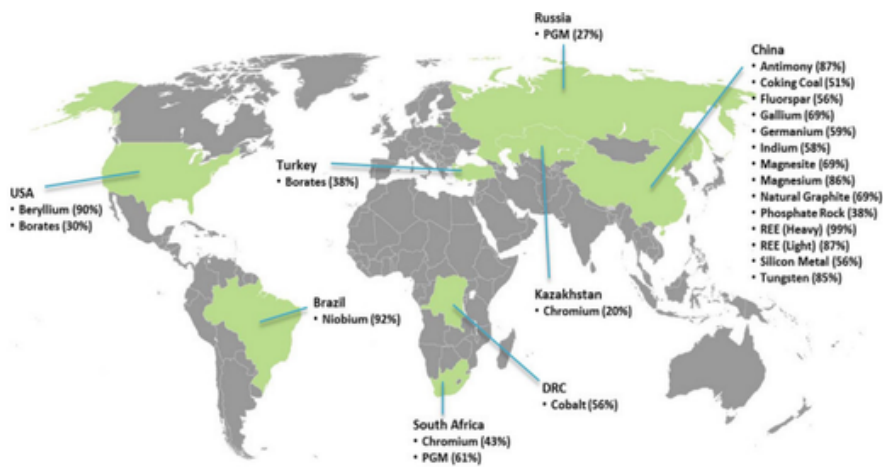 Russia
• PGM (27%)
China
• Antimony (87%)
• Coking Coal (51%)
• Fluorspar (56%)
• Gallium (69%)
• Germanium (59%)
• Indium (58%)
• Magnesite (69%)
• Magnesium (86%)
• Natural Graphite (69%)
• Phosphate Rock (38%)
• REE (Heavy) (99%)
• REE (Light) (87%)
• Silicon Metal (56%)
• Tungsten (85%)
Turkey
• Borates (38%)
USA
• Beryllium (90%)
• Borates (30%)
Brazil
• Niobium (92%)
Kazakhstan
• Chromium (20%)
DRC
• Cobalt (56%)
South Africa
• Chromium (43%)
• PGM (61%)